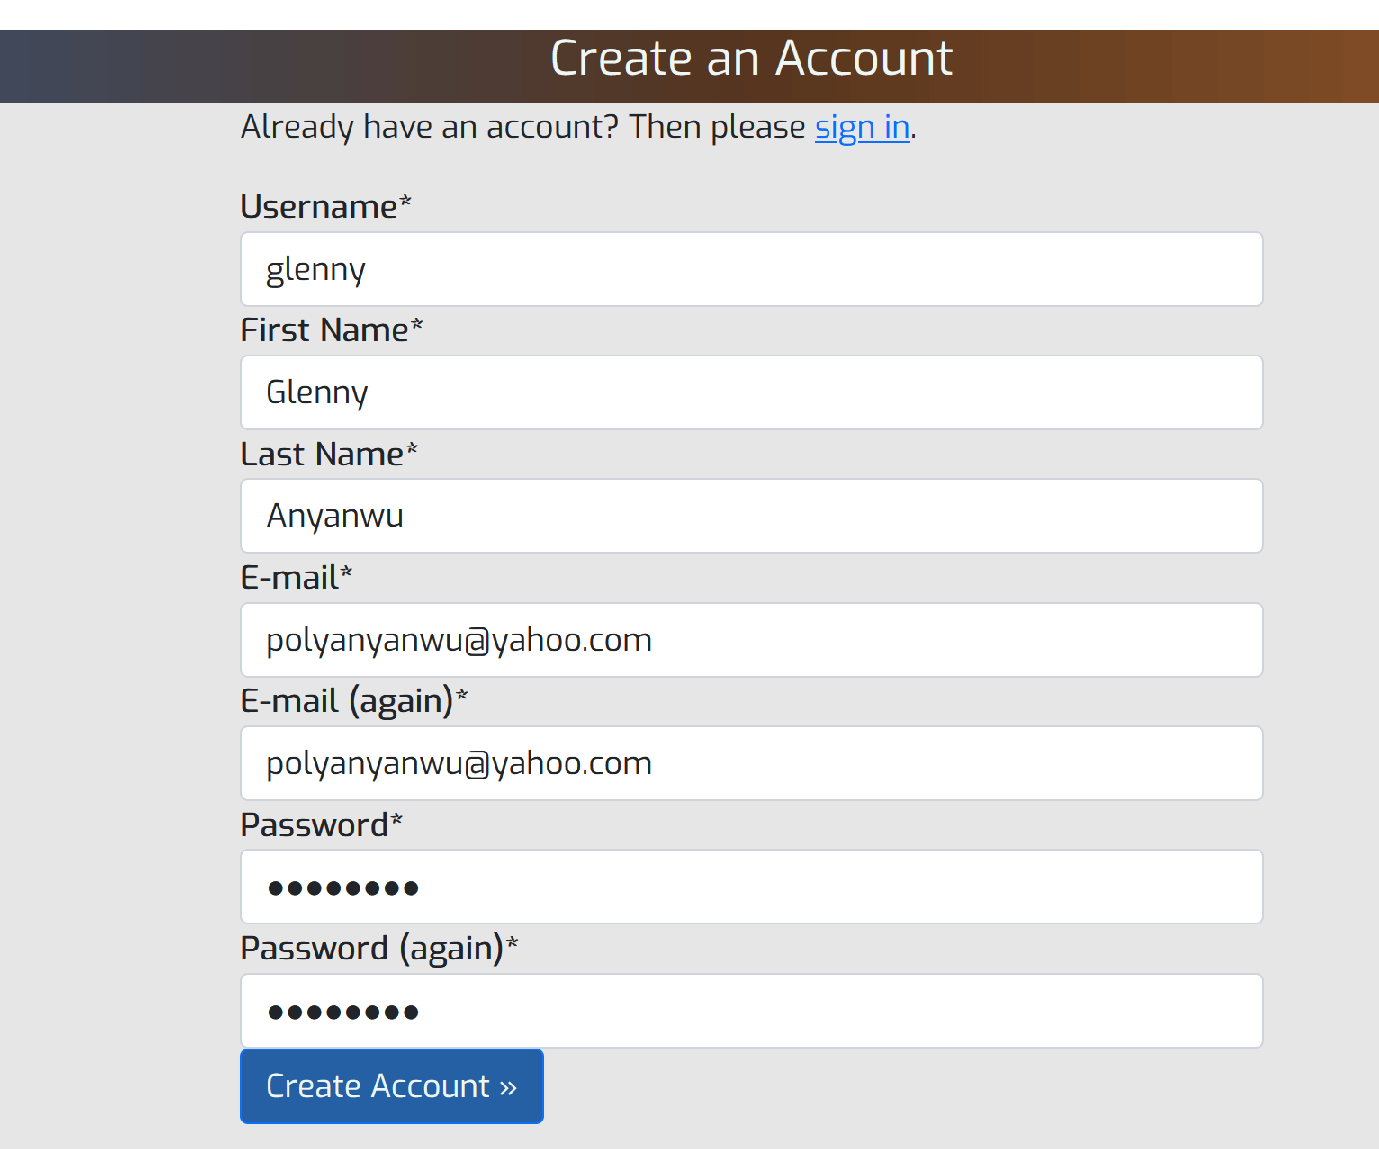 Create an Account
Already have an account? Then please sign in.
Username*
glenny
First Name*
Glenny
Last Name*
Anyanwu
E-mail*
polyanyanwu@yahoo.com
E-mail (again)*
polyanyanwu@yahoo.com
Password*
●●●●●●●●
Password (again)*
●●●●●●●●
Create Account »